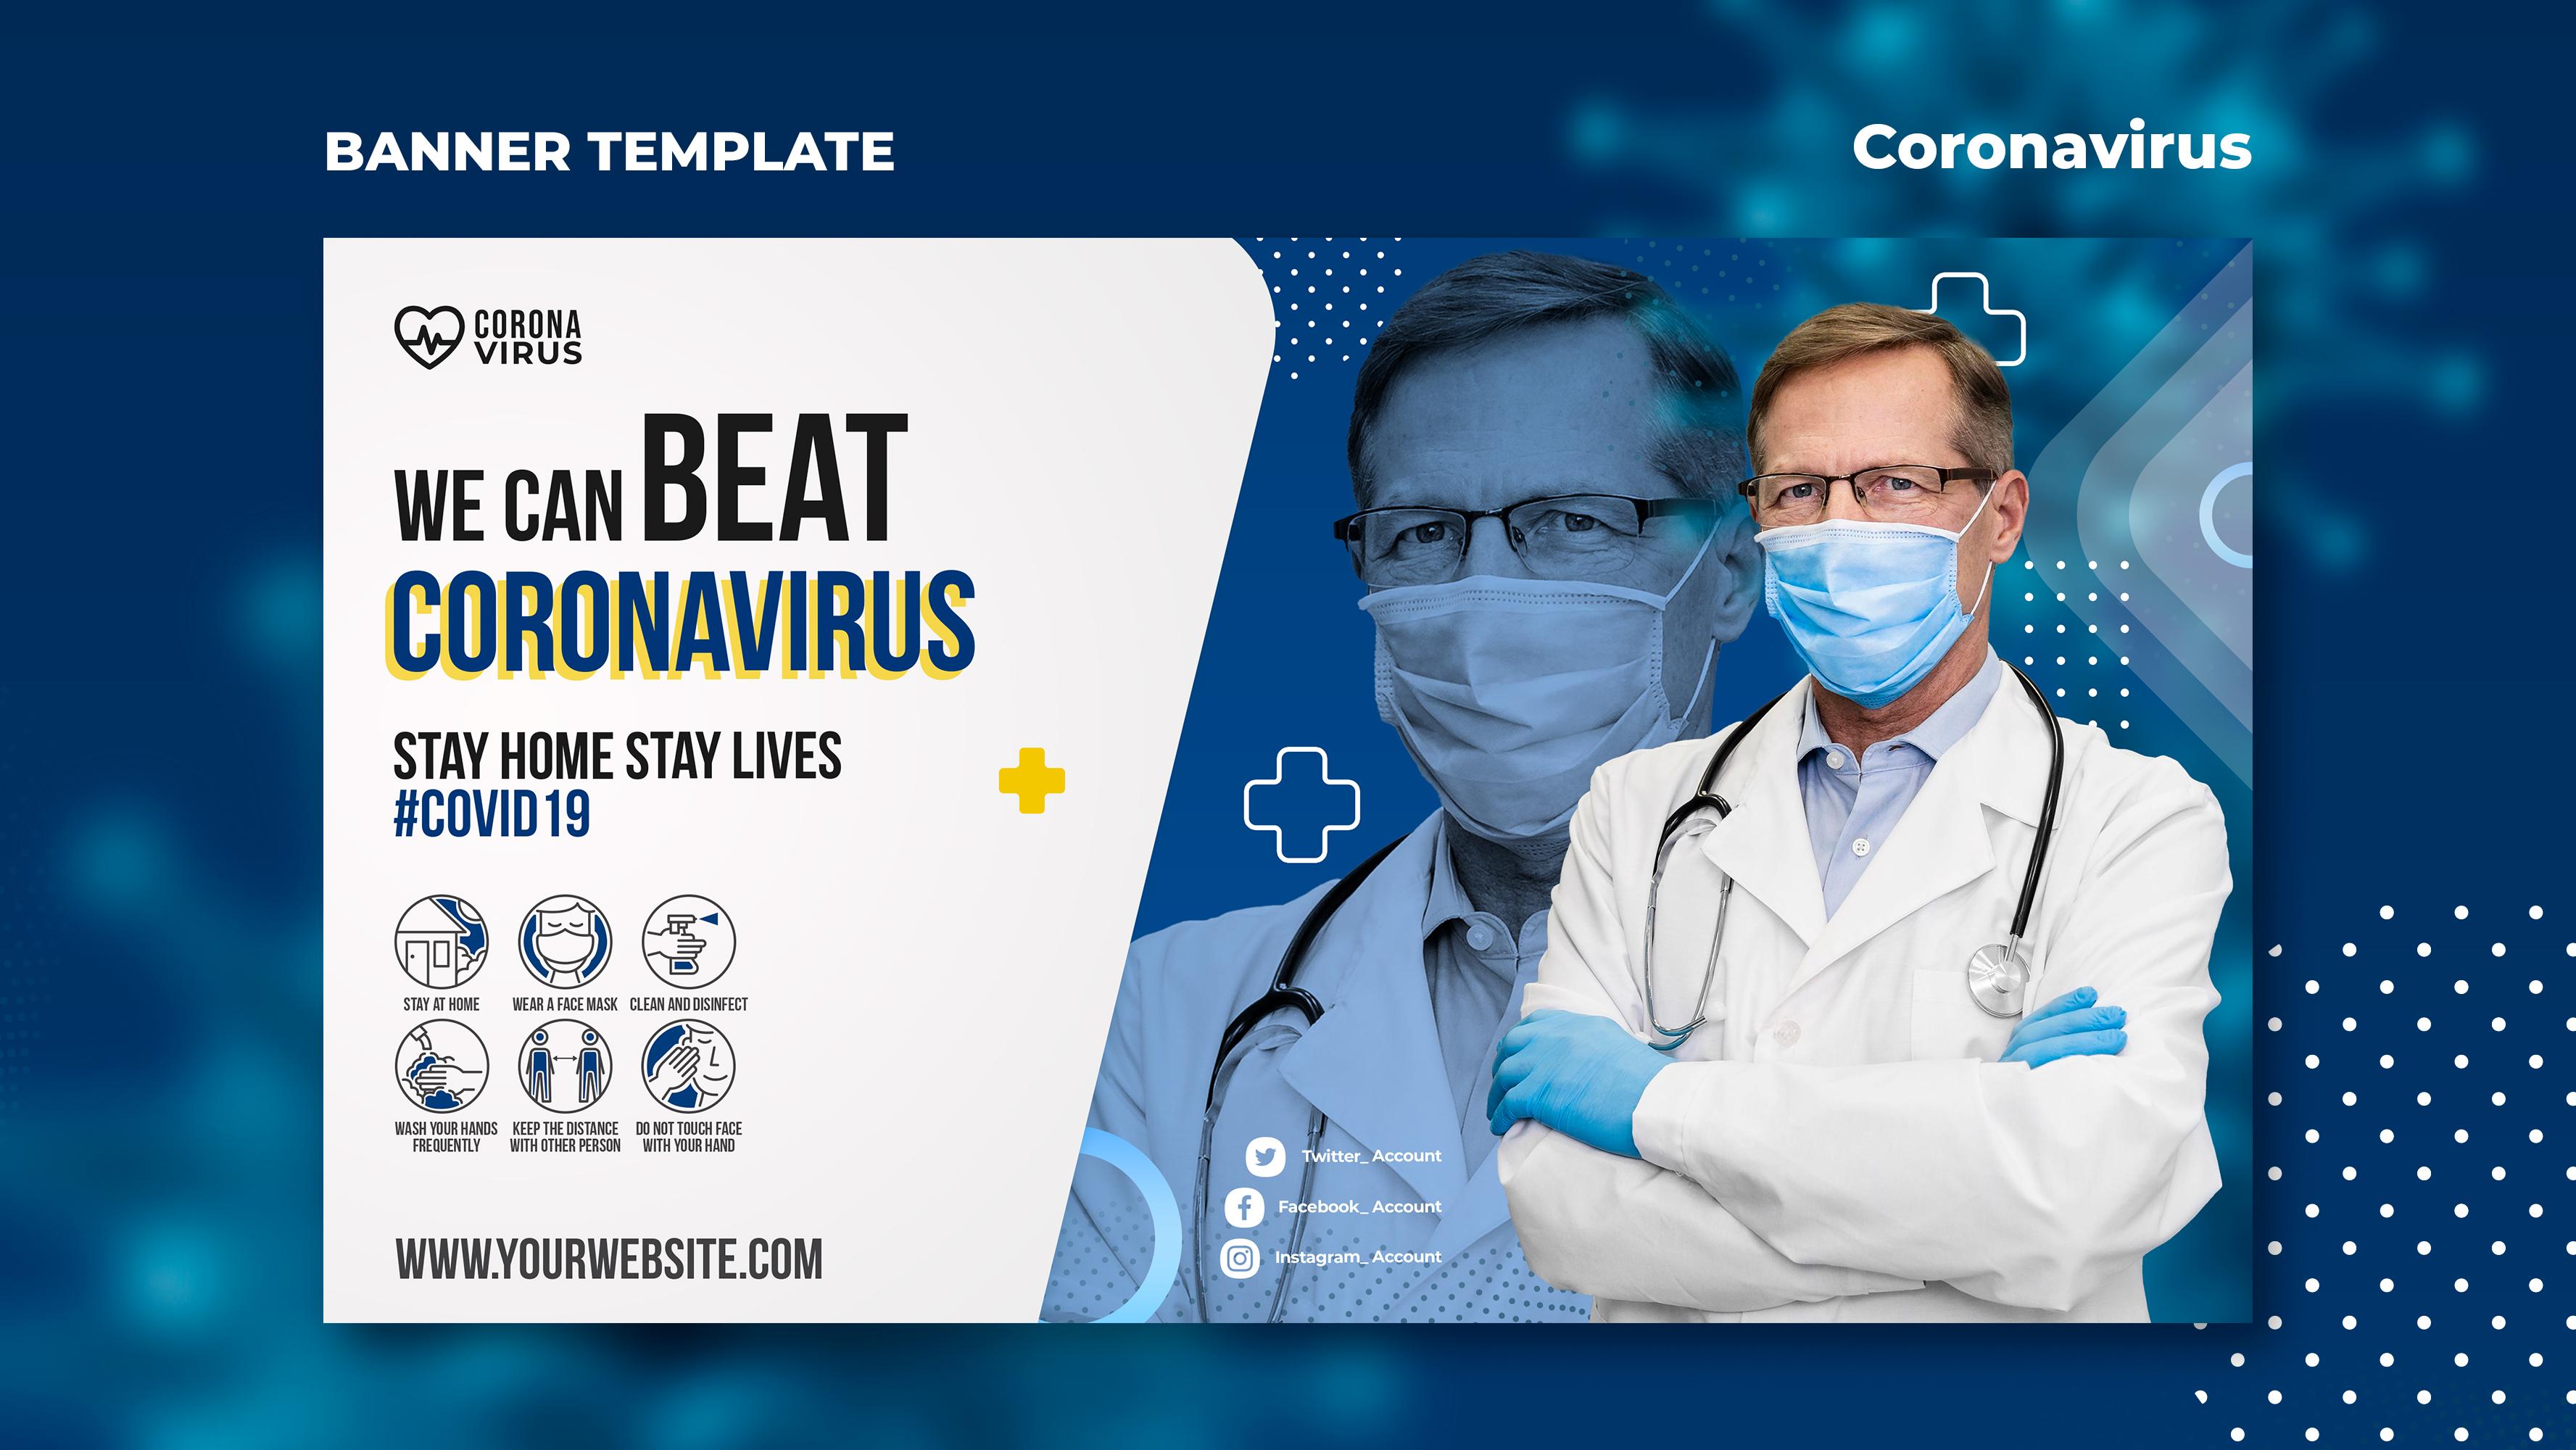 BANNER TEMPLATE
Coronavirus
CORONA
VIRUS
WE CAN BEAT
CORONAVIRUS
STAY HOME STAY LIVES
#COVID19
STAY AT HOME
WEAR A FACE MASK
CLEAN AND DISINFECT
WASH YOUR HANDS
FREQUENTLY
KEEP THE DISTANCE
WITH OTHER PERSON
DO NOT TOUCH FACE
WITH YOUR HAND
WWW.YOURWEBSITE.COM
Twitter_ Account
Facebook_ Account
Instagram_ Account